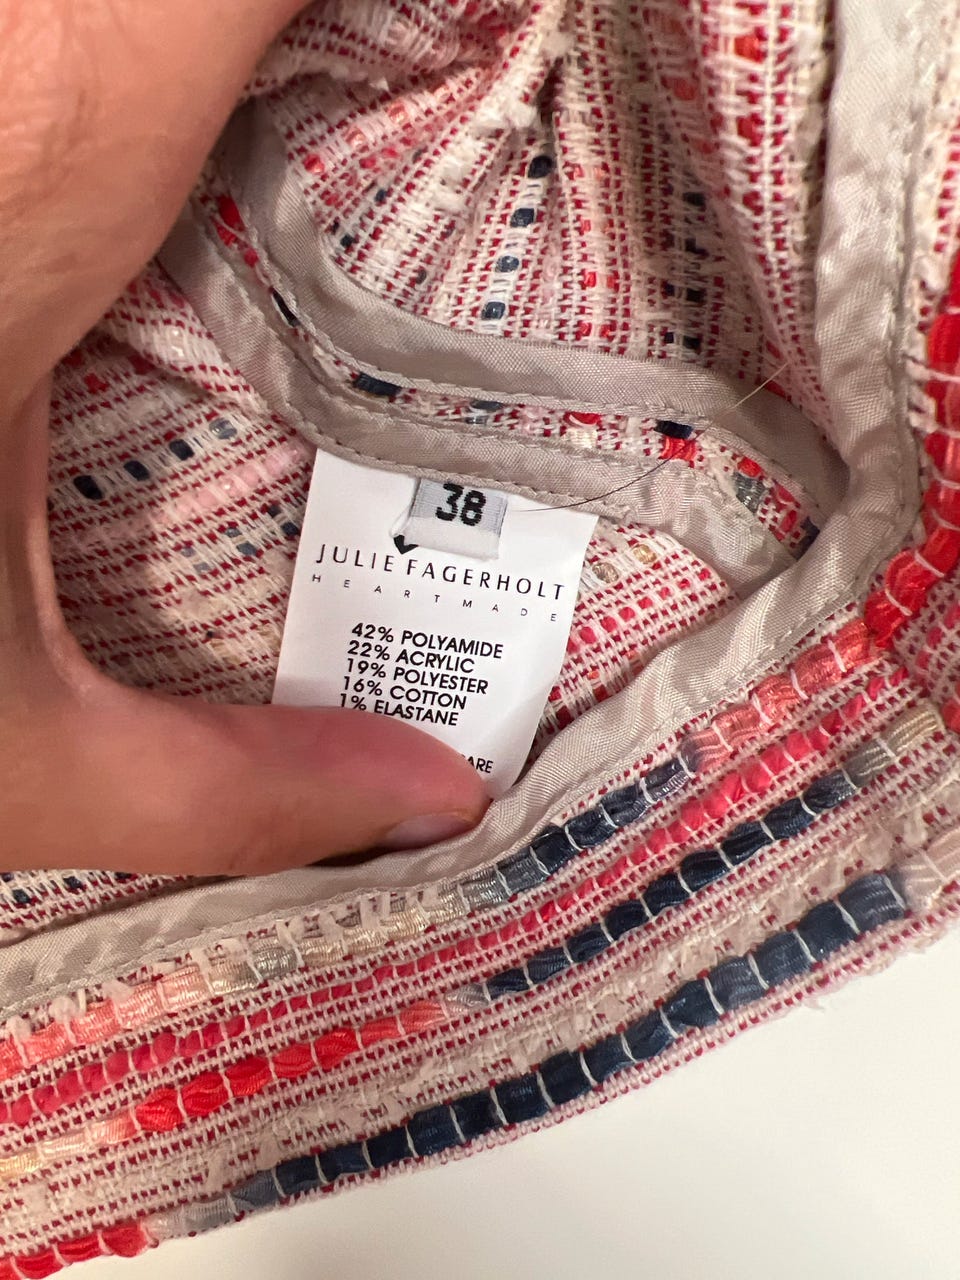 38
JULIE FAGERHOLT
HEARTMADE
42% POLYAMIDE
22% ACRYLIC
19% POLYESTER
16% COTTON
1% ELASTANE